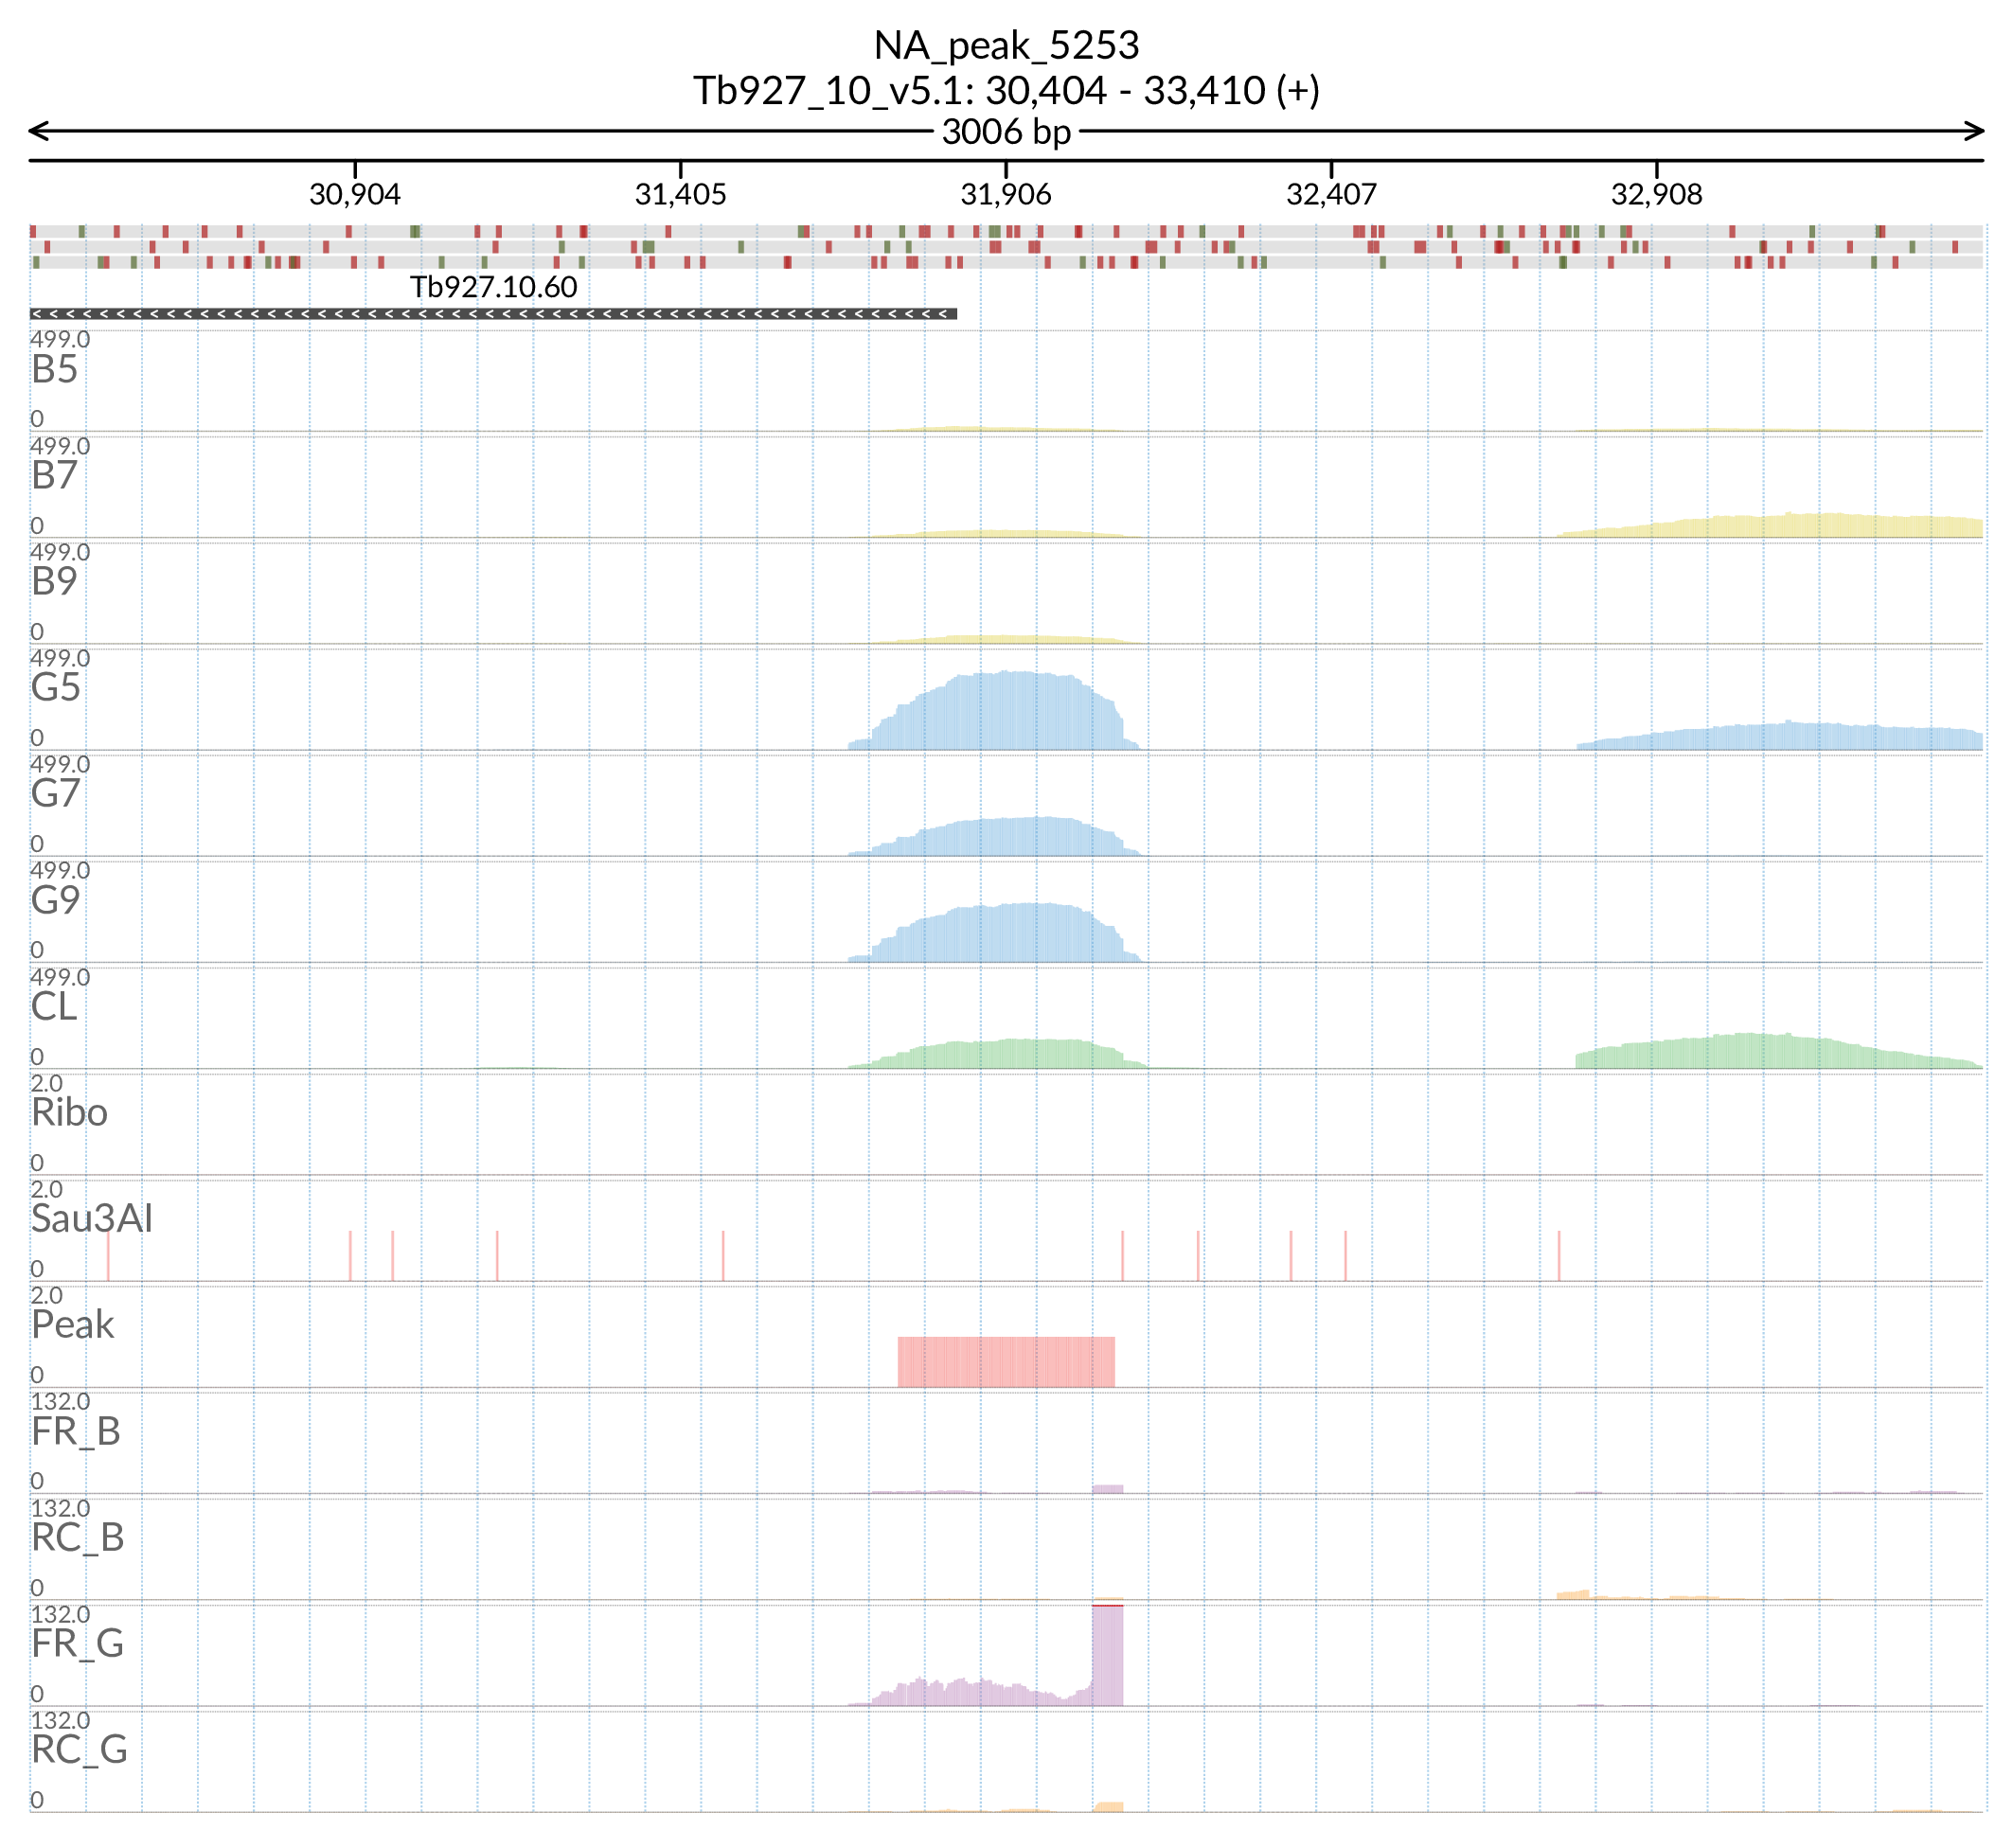 NA_peak_5253
Tb927_10_v5.1: 30,404 - 33,410 (+)
3006 bp
30,904 31,405 31,906 32,407 32,908
Tb927.10.60
499.0
B5
0
499.0
B7
0
499.0
B9
0
499.0
G5
0
499.0
G7
0
499.0
G9
0
499.0
CL
0
2.0
Ribo
0
2.0
Sau3AI
0
2.0
Peak
0
132.0
FR_B
0
132.0
RC_B
0
132.0
FR_G
0
132.0
RC_G
0